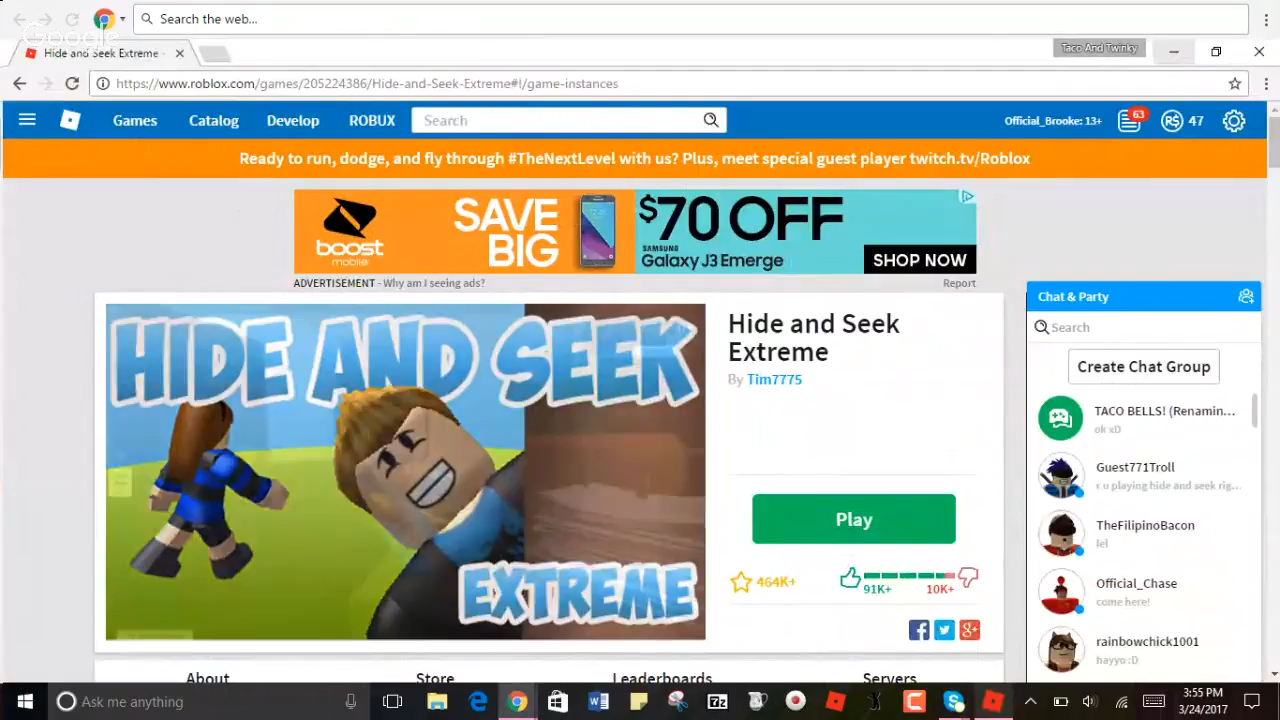 Search the web...
Google
Hide and Seek Extreme
Taco And Twinky
https://www.roblox.com/games/205224386/Hide-and-Seek-Extreme#!/game-instances
Games
Catalog
Develop
ROBUX
Search
Official_Brooke: 13+
63
R$ 47
Ready to run, dodge, and fly through #TheNextLevel with us? Plus, meet special guest player twitch.tv/Roblox
boost
mobile
SAVE
BIG
$70 OFF
SAMSUNG
Galaxy J3 Emerge
SHOP NOW
ADVERTISEMENT - Why am I seeing ads?
Report
HIDE AND SEEK
EXTREME
Hide and Seek
Extreme
By Tim7775
Play
464K+
91K+
10K+
Chat & Party
Search
Create Chat Group
TACO BELLS! (Renamin...
ok xD
Guest771Troll
r u playing hide and seek rig...
TheFilipinoBacon
lel
Official_Chase
come here!
rainbowchick1001
hayyo :D
About
Store
Leaderboards
Servers
Ask me anything
3:55 PM
3/24/2017